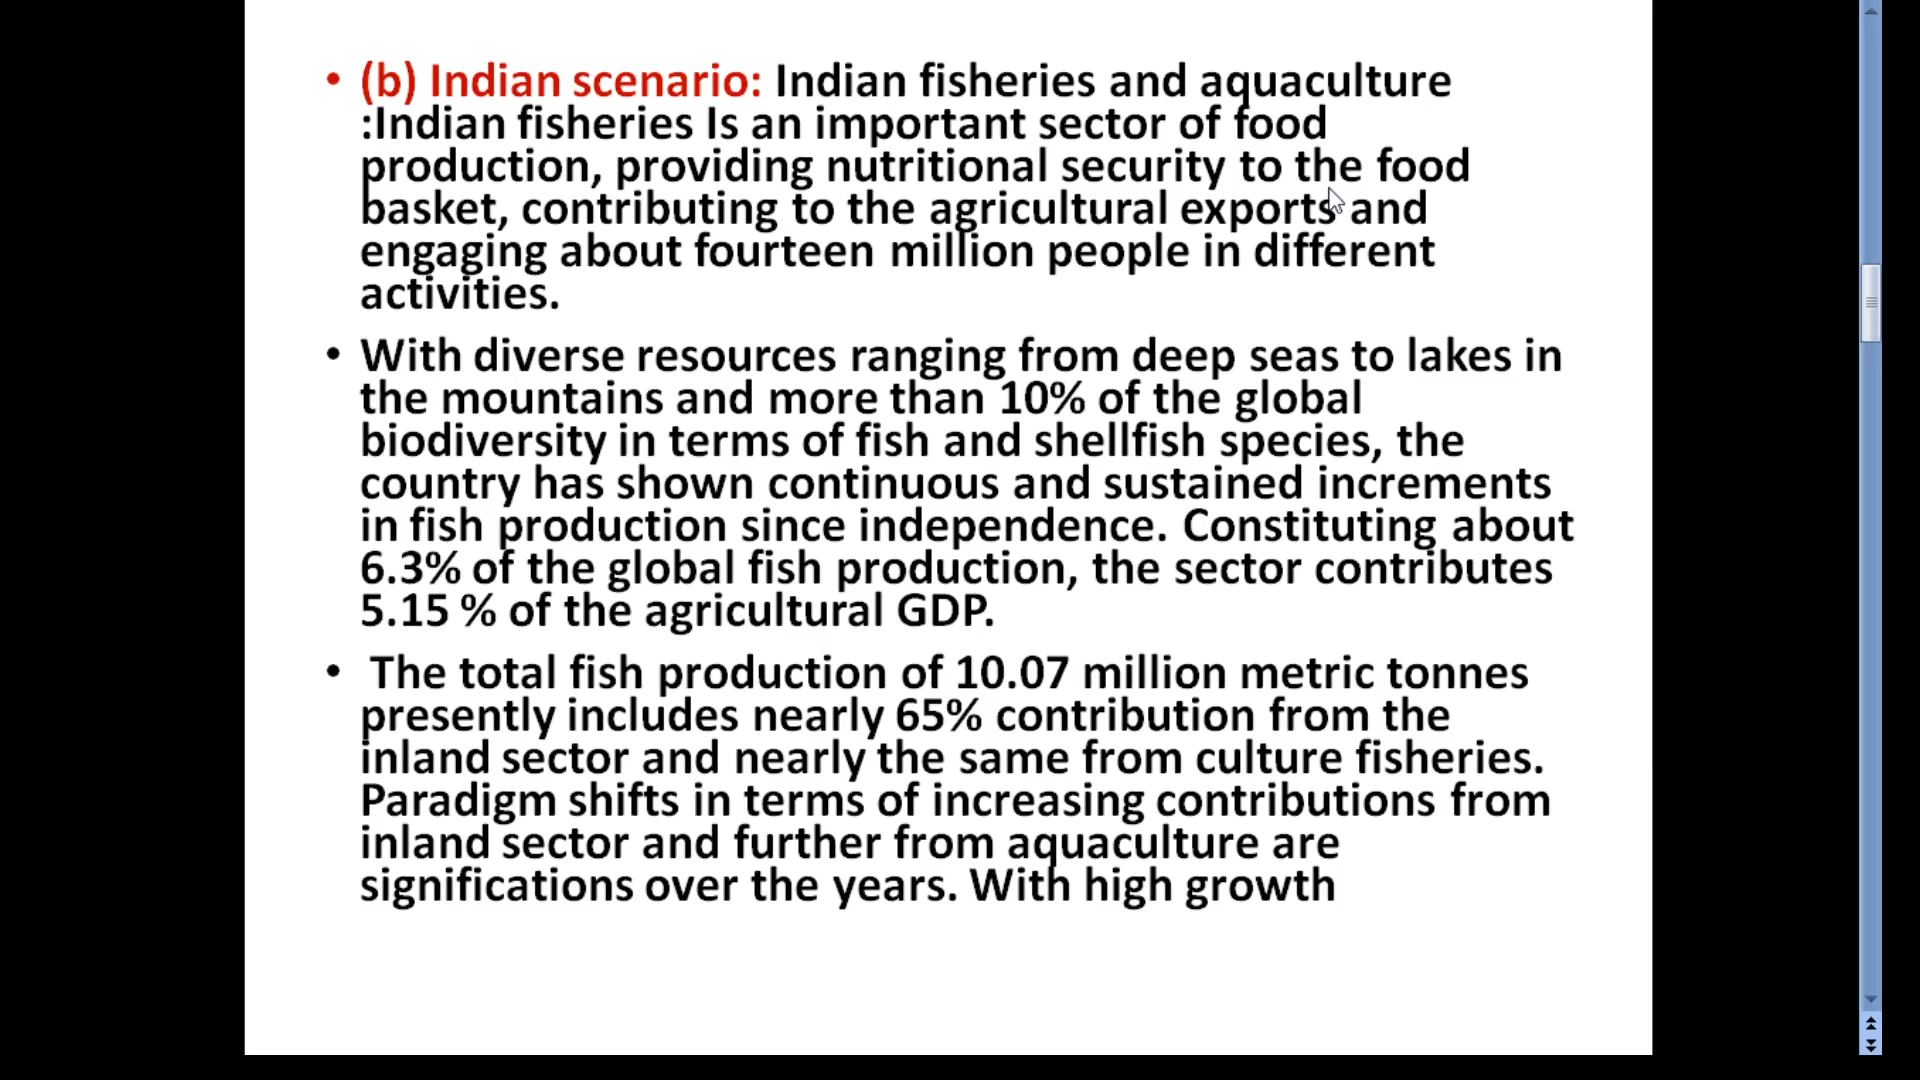 • (b) Indian scenario: Indian fisheries and aquaculture
:Indian fisheries Is an important sector of food
production, providing nutritional security to the food
basket, contributing to the agricultural exports and
engaging about fourteen million people in different
activities.
• With diverse resources ranging from deep seas to lakes in
the mountains and more than 10% of the global
biodiversity in terms of fish and shellfish species, the
country has shown continuous and sustained increments
in fish production since independence. Constituting about
6.3% of the global fish production, the sector contributes
5.15 % of the agricultural GDP.
• The total fish production of 10.07 million metric tonnes
presently includes nearly 65% contribution from the
inland sector and nearly the same from culture fisheries.
Paradigm shifts in terms of increasing contributions from
inland sector and further from aquaculture are
significations over the years. With high growth